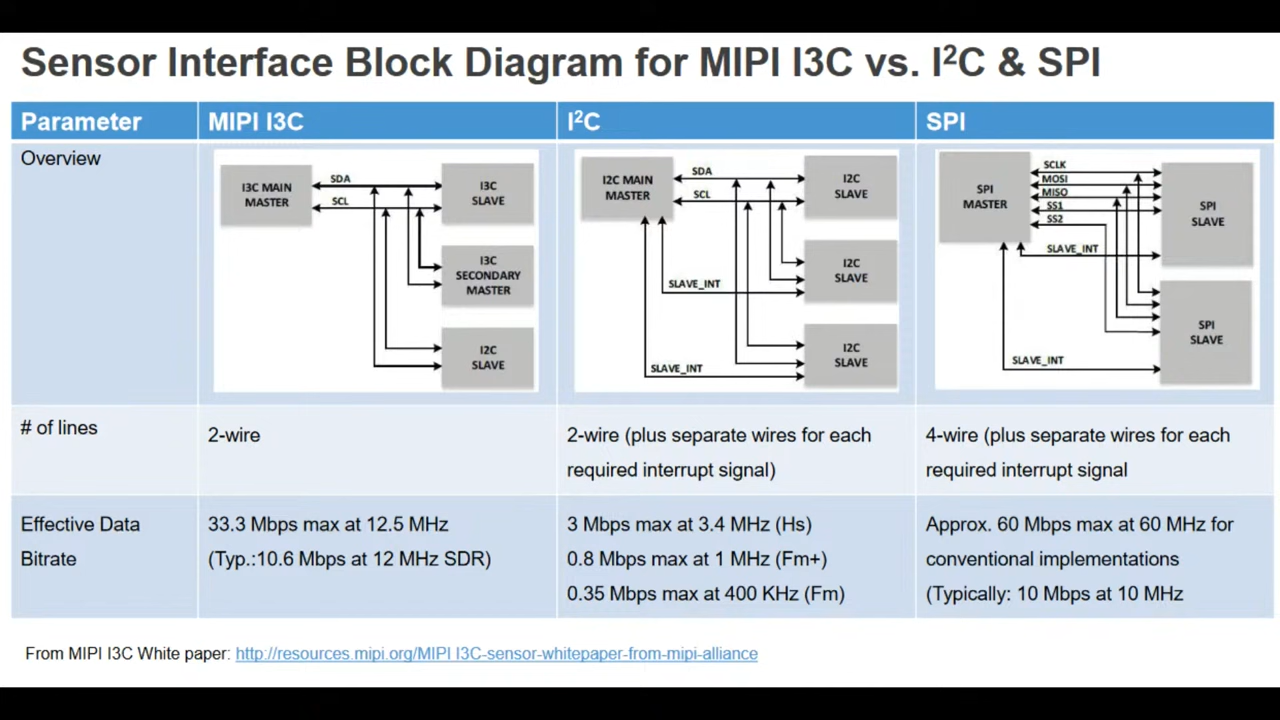 Sensor Interface Block Diagram for MIPI I3C vs. I²C & SPI
Parameter
MIPI I3C
I²C
SPI
Overview
I3C MAIN
MASTER
SDA
SCL
I3C
SLAVE
I3C
SECONDARY
MASTER
I2C
SLAVE
I2C MAIN
MASTER
SDA
SCL
I2C
SLAVE
I2C
SLAVE
SLAVE_INT
I2C
SLAVE
SLAVE_INT
SPI
MASTER
SCLK
MOSI
MISO
SS1
SS2
SPI
SLAVE
SLAVE_INT
SPI
SLAVE
SLAVE_INT
# of lines
2-wire
2-wire (plus separate wires for each
required interrupt signal)
4-wire (plus separate wires for each
required interrupt signal
Effective Data
Bitrate
33.3 Mbps max at 12.5 MHz
(Typ.:10.6 Mbps at 12 MHz SDR)
3 Mbps max at 3.4 MHz (Hs)
0.8 Mbps max at 1 MHz (Fm+)
0.35 Mbps max at 400 KHz (Fm)
Approx. 60 Mbps max at 60 MHz for
conventional implementations
(Typically: 10 Mbps at 10 MHz
From MIPI I3C White paper: http://resources.mipi.org/MIPI I3C-sensor-whitepaper-from-mipi-alliance